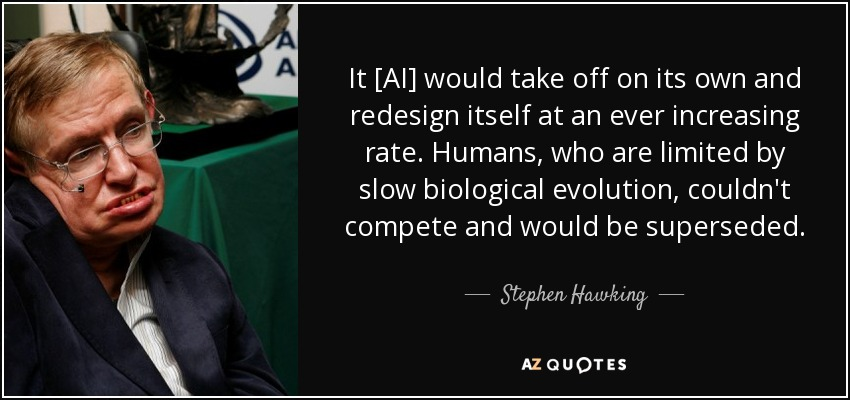 It [AI] would take off on its own and
redesign itself at an ever increasing
rate. Humans, who are limited by
slow biological evolution, couldn't
compete and would be superseded.
Stephen Hawking
AZ QUOTES